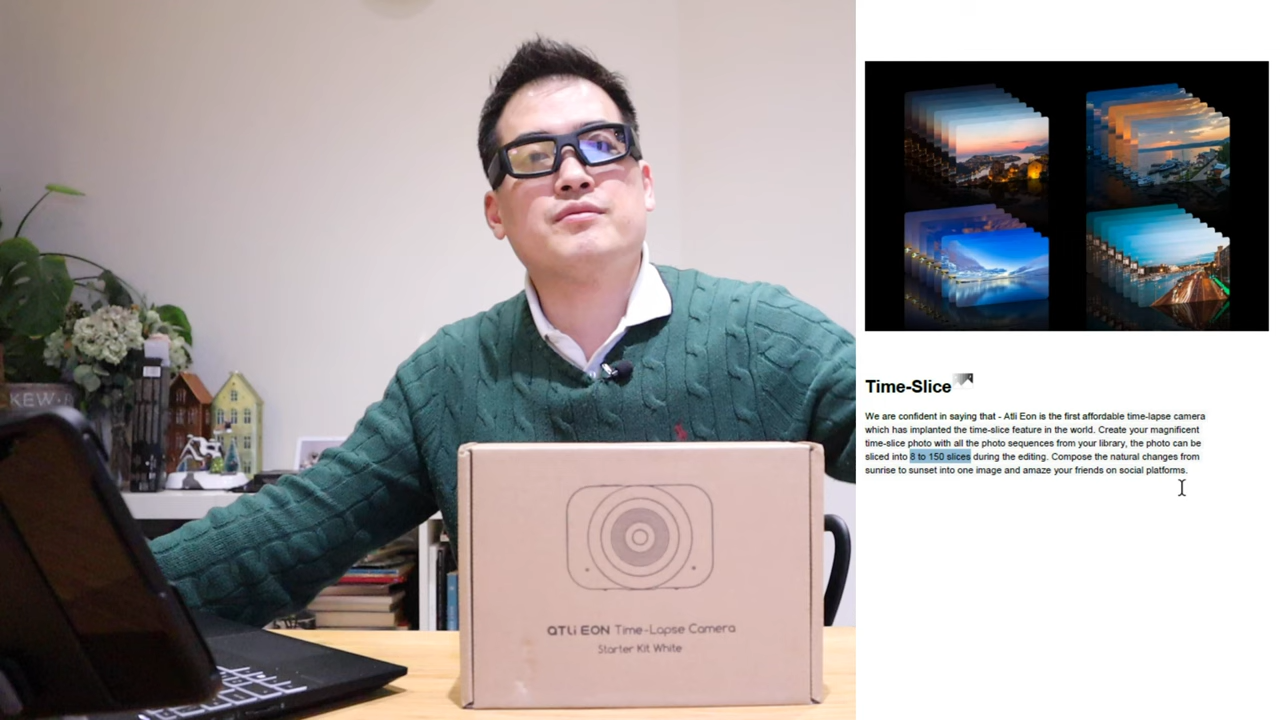 KEW
ATLI EON Time-Lapse Camera
Starter Kit White
Time-Slice
We are confident in saying that - Atli Eon is the first affordable time-lapse camera
which has implanted the time-slice feature in the world. Create your magnificent
time-slice photo with all the photo sequences from your library, the photo can be
sliced into 8 to 150 slices during the editing. Compose the natural changes from
sunrise to sunset into one image and amaze your friends on social platforms.